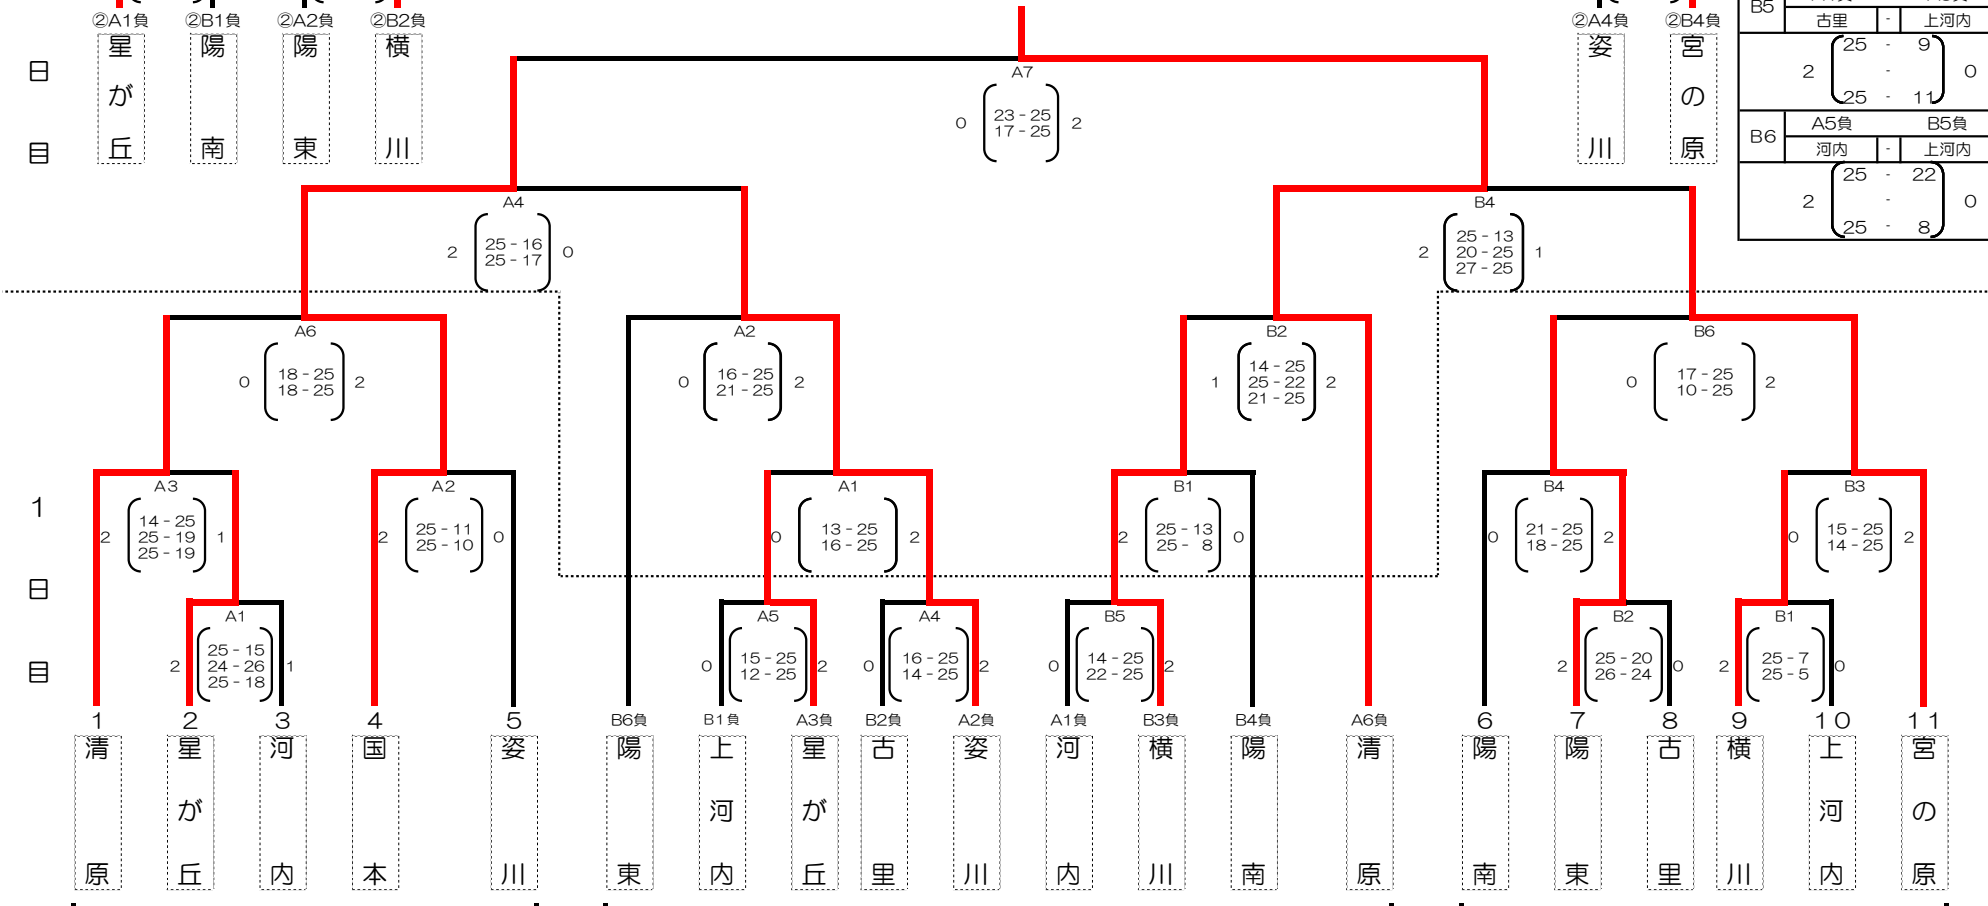 ②A1負 ②B1負 ②A2負 ②B2負 ②A4負 ②B4負
星が丘 陽南 陽東 横川 姿川 宮の原
日目
B5
古里 - 上河内
2 25 - 9 0
-
25 - 11
B6 A5負 B5負
河内 - 上河内
2 25 - 22 0
-
25 - 8
A7
0 23 - 25 2
17 - 25
A4
2 25 - 16 0
25 - 17
B4
2 25 - 13 1
20 - 25
27 - 25
A6
0 18 - 25 2
18 - 25
A2
0 16 - 25 2
21 - 25
B2
1 14 - 25 2
25 - 22
21 - 25
B6
0 17 - 25 2
10 - 25
1日目
A3
2 14 - 25 1
25 - 19
25 - 19
A2
2 25 - 11 0
25 - 10
A1
0 13 - 25 2
16 - 25
B1
2 25 - 13 0
25 - 8
B4
0 21 - 25 2
18 - 25
B3
0 15 - 25 2
14 - 25
A1
2 25 - 15 1
24 - 26
25 - 18
A5
0 15 - 25 2
12 - 25
A4
0 16 - 25 2
14 - 25
B5
0 14 - 25 2
22 - 25
B2
2 25 - 20 0
26 - 24
B1
2 25 - 7 0
25 - 5
1 2 3 4 5 B6負 B1負 A3負 B2負 A2負 A1負 B3負 B4負 A6負 6 7 8 9 10 11
清原 星が丘 河内 国本 姿川 陽東 上河内 星が丘 古里 姿川 河内 横川 陽南 清原 陽南 陽東 古里 横川 上河内 宮の原